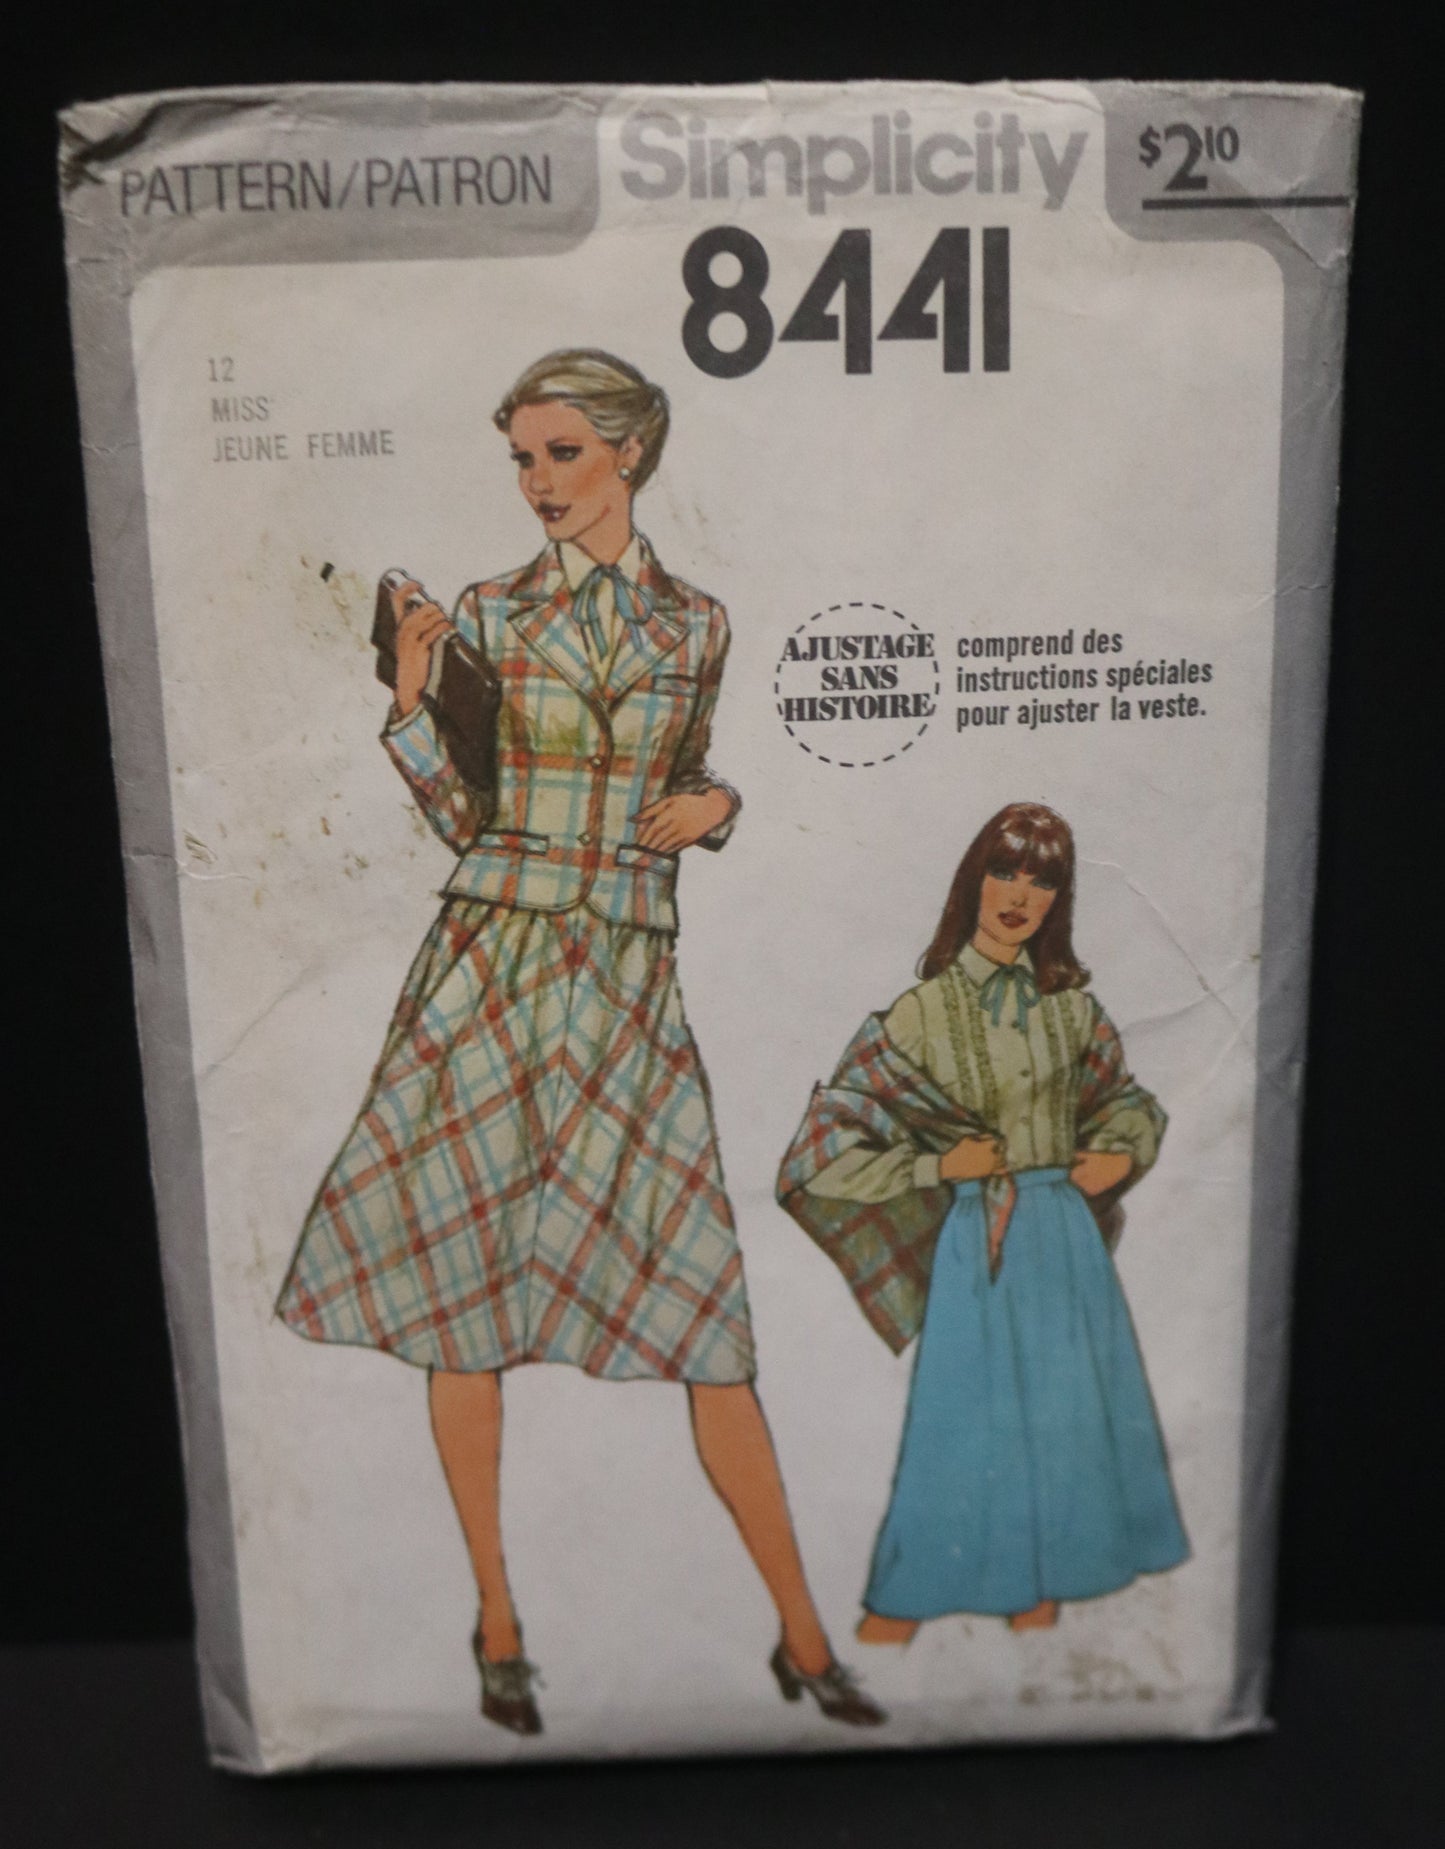 PATTERN/PATRON
Simplicity
$2.10
8441
12
MISS
JEUNE FEMME
AJUSTAGE
SANS
HISTOIRE
comprend des
instructions spéciales
pour ajuster la veste.